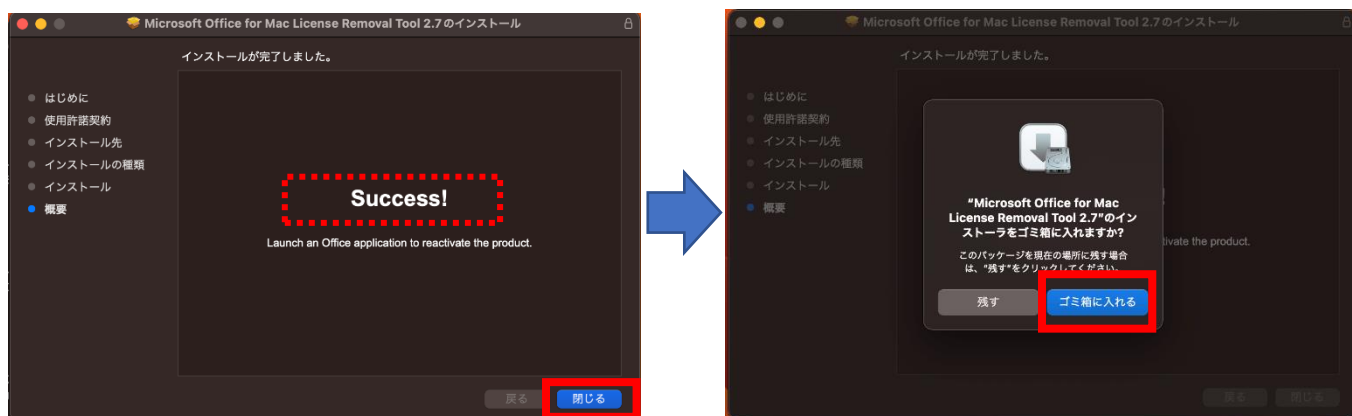 Microsoft Office for Mac License Removal Tool 2.7のインストール
インストールが完了しました。
はじめに
使用許諾契約
インストール先
インストールの種類
インストール
概要
Success!
Launch an Office application to reactivate the product.
戻る
閉じる
Microsoft Office for Mac License Removal Tool 2.7のインストール
インストールが完了しました。
はじめに
使用許諾契約
インストール先
インストールの種類
インストール
概要
“Microsoft Office for Mac
License Removal Tool 2.7”のイン
ストーラをゴミ箱に入れますか?
tivate the product.
このパッケージを現在の場所に残す場合
は、“残す”をクリックしてください。
残す
ゴミ箱に入れる
戻る
閉じる